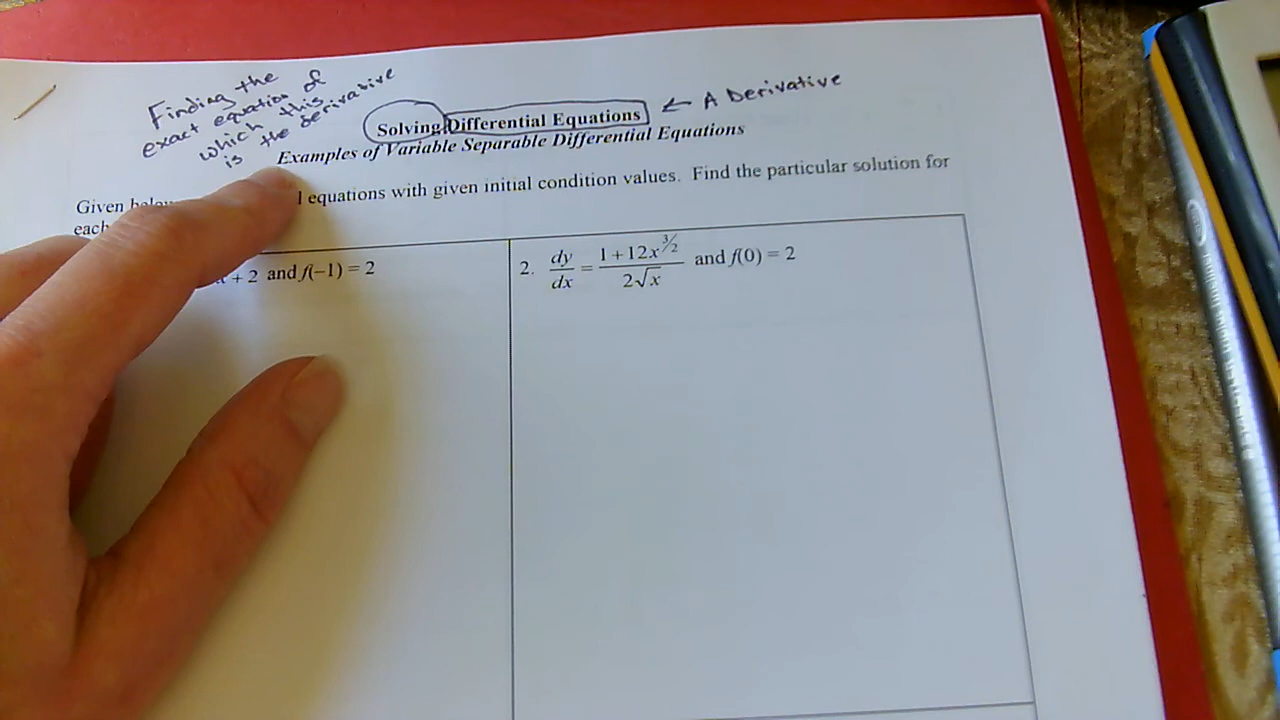 Finding the
exact equation of
which this
is the derivative
Solving Differential Equations ← A Derivative
Examples of Variable Separable Differential Equations
Given below l equations with given initial condition values. Find the particular solution for
each
x + 2 and f(−1) = 2
2. dy/dx = (1 + 12x^(3/2))/(2√x) and f(0) = 2